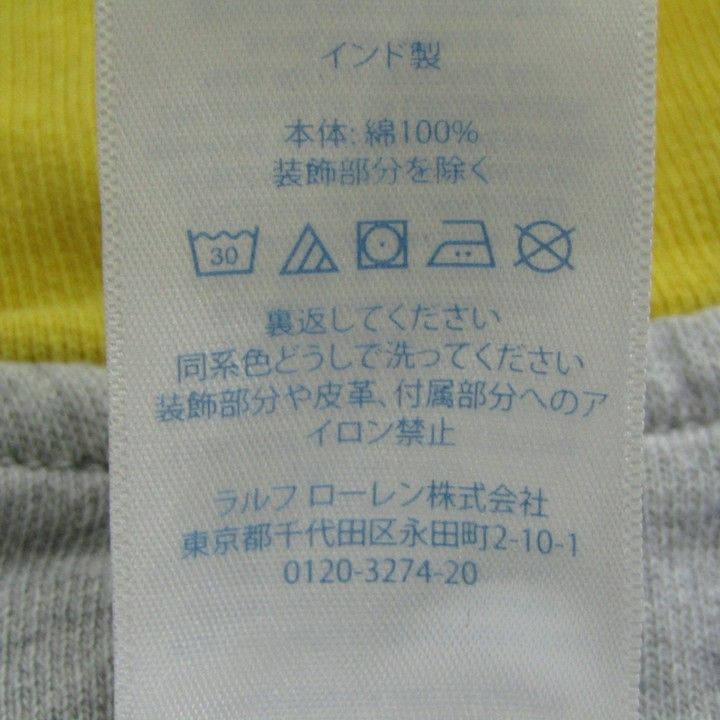 インド製
本体: 綿100%
装飾部分を除く
30
裏返してください
同系色どうしで洗ってください
装飾部分や皮革、付属部分へのア
イロン禁止
ラルフ ローレン株式会社
東京都千代田区永田町2-10-1
0120-3274-20